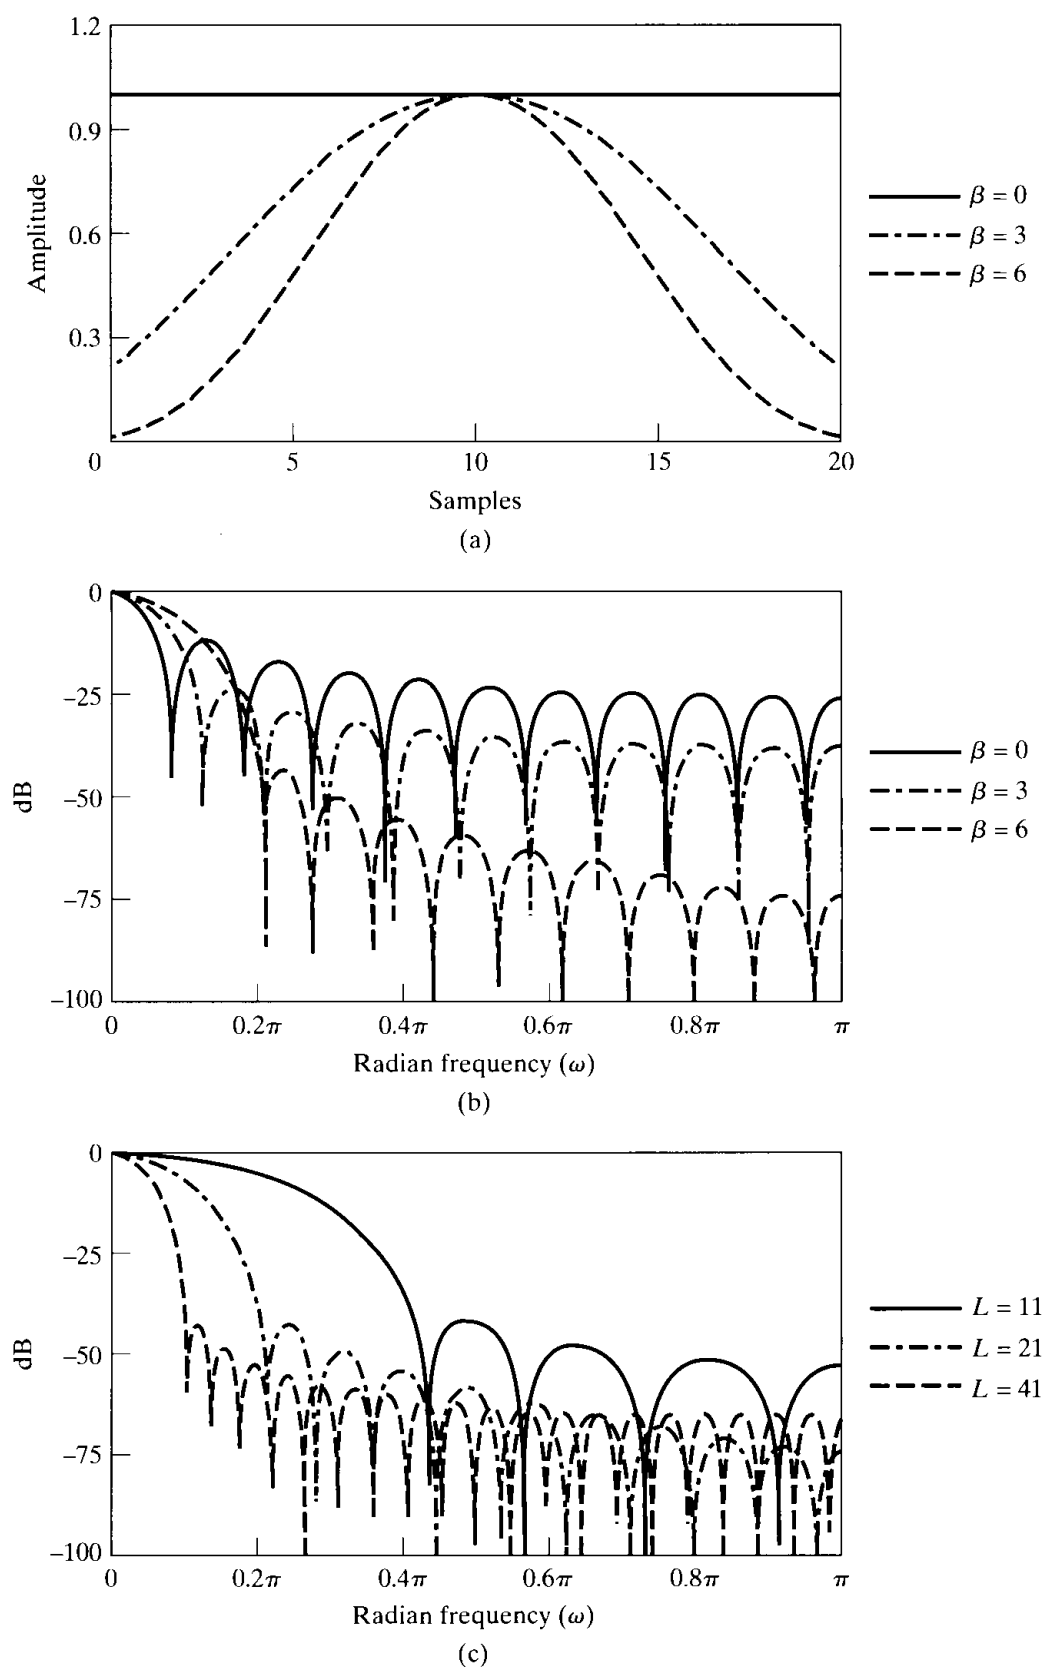 1.2
0.9
0.6
0.3
0
5
10
15
20
Amplitude
Samples
β = 0
β = 3
β = 6
(a)
0
−25
−50
−75
−100
dB
0
0.2π
0.4π
0.6π
0.8π
π
Radian frequency (ω)
β = 0
β = 3
β = 6
(b)
0
−25
−50
−75
−100
dB
0
0.2π
0.4π
0.6π
0.8π
π
Radian frequency (ω)
L = 11
L = 21
L = 41
(c)